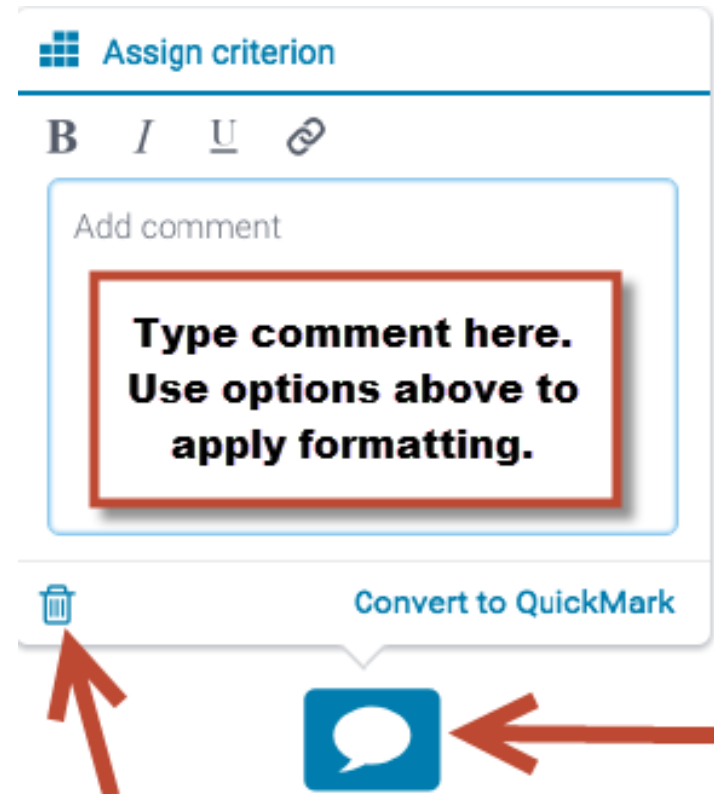 Assign criterion
B I U
Add comment
Type comment here.
Use options above to
apply formatting.
Convert to QuickMark